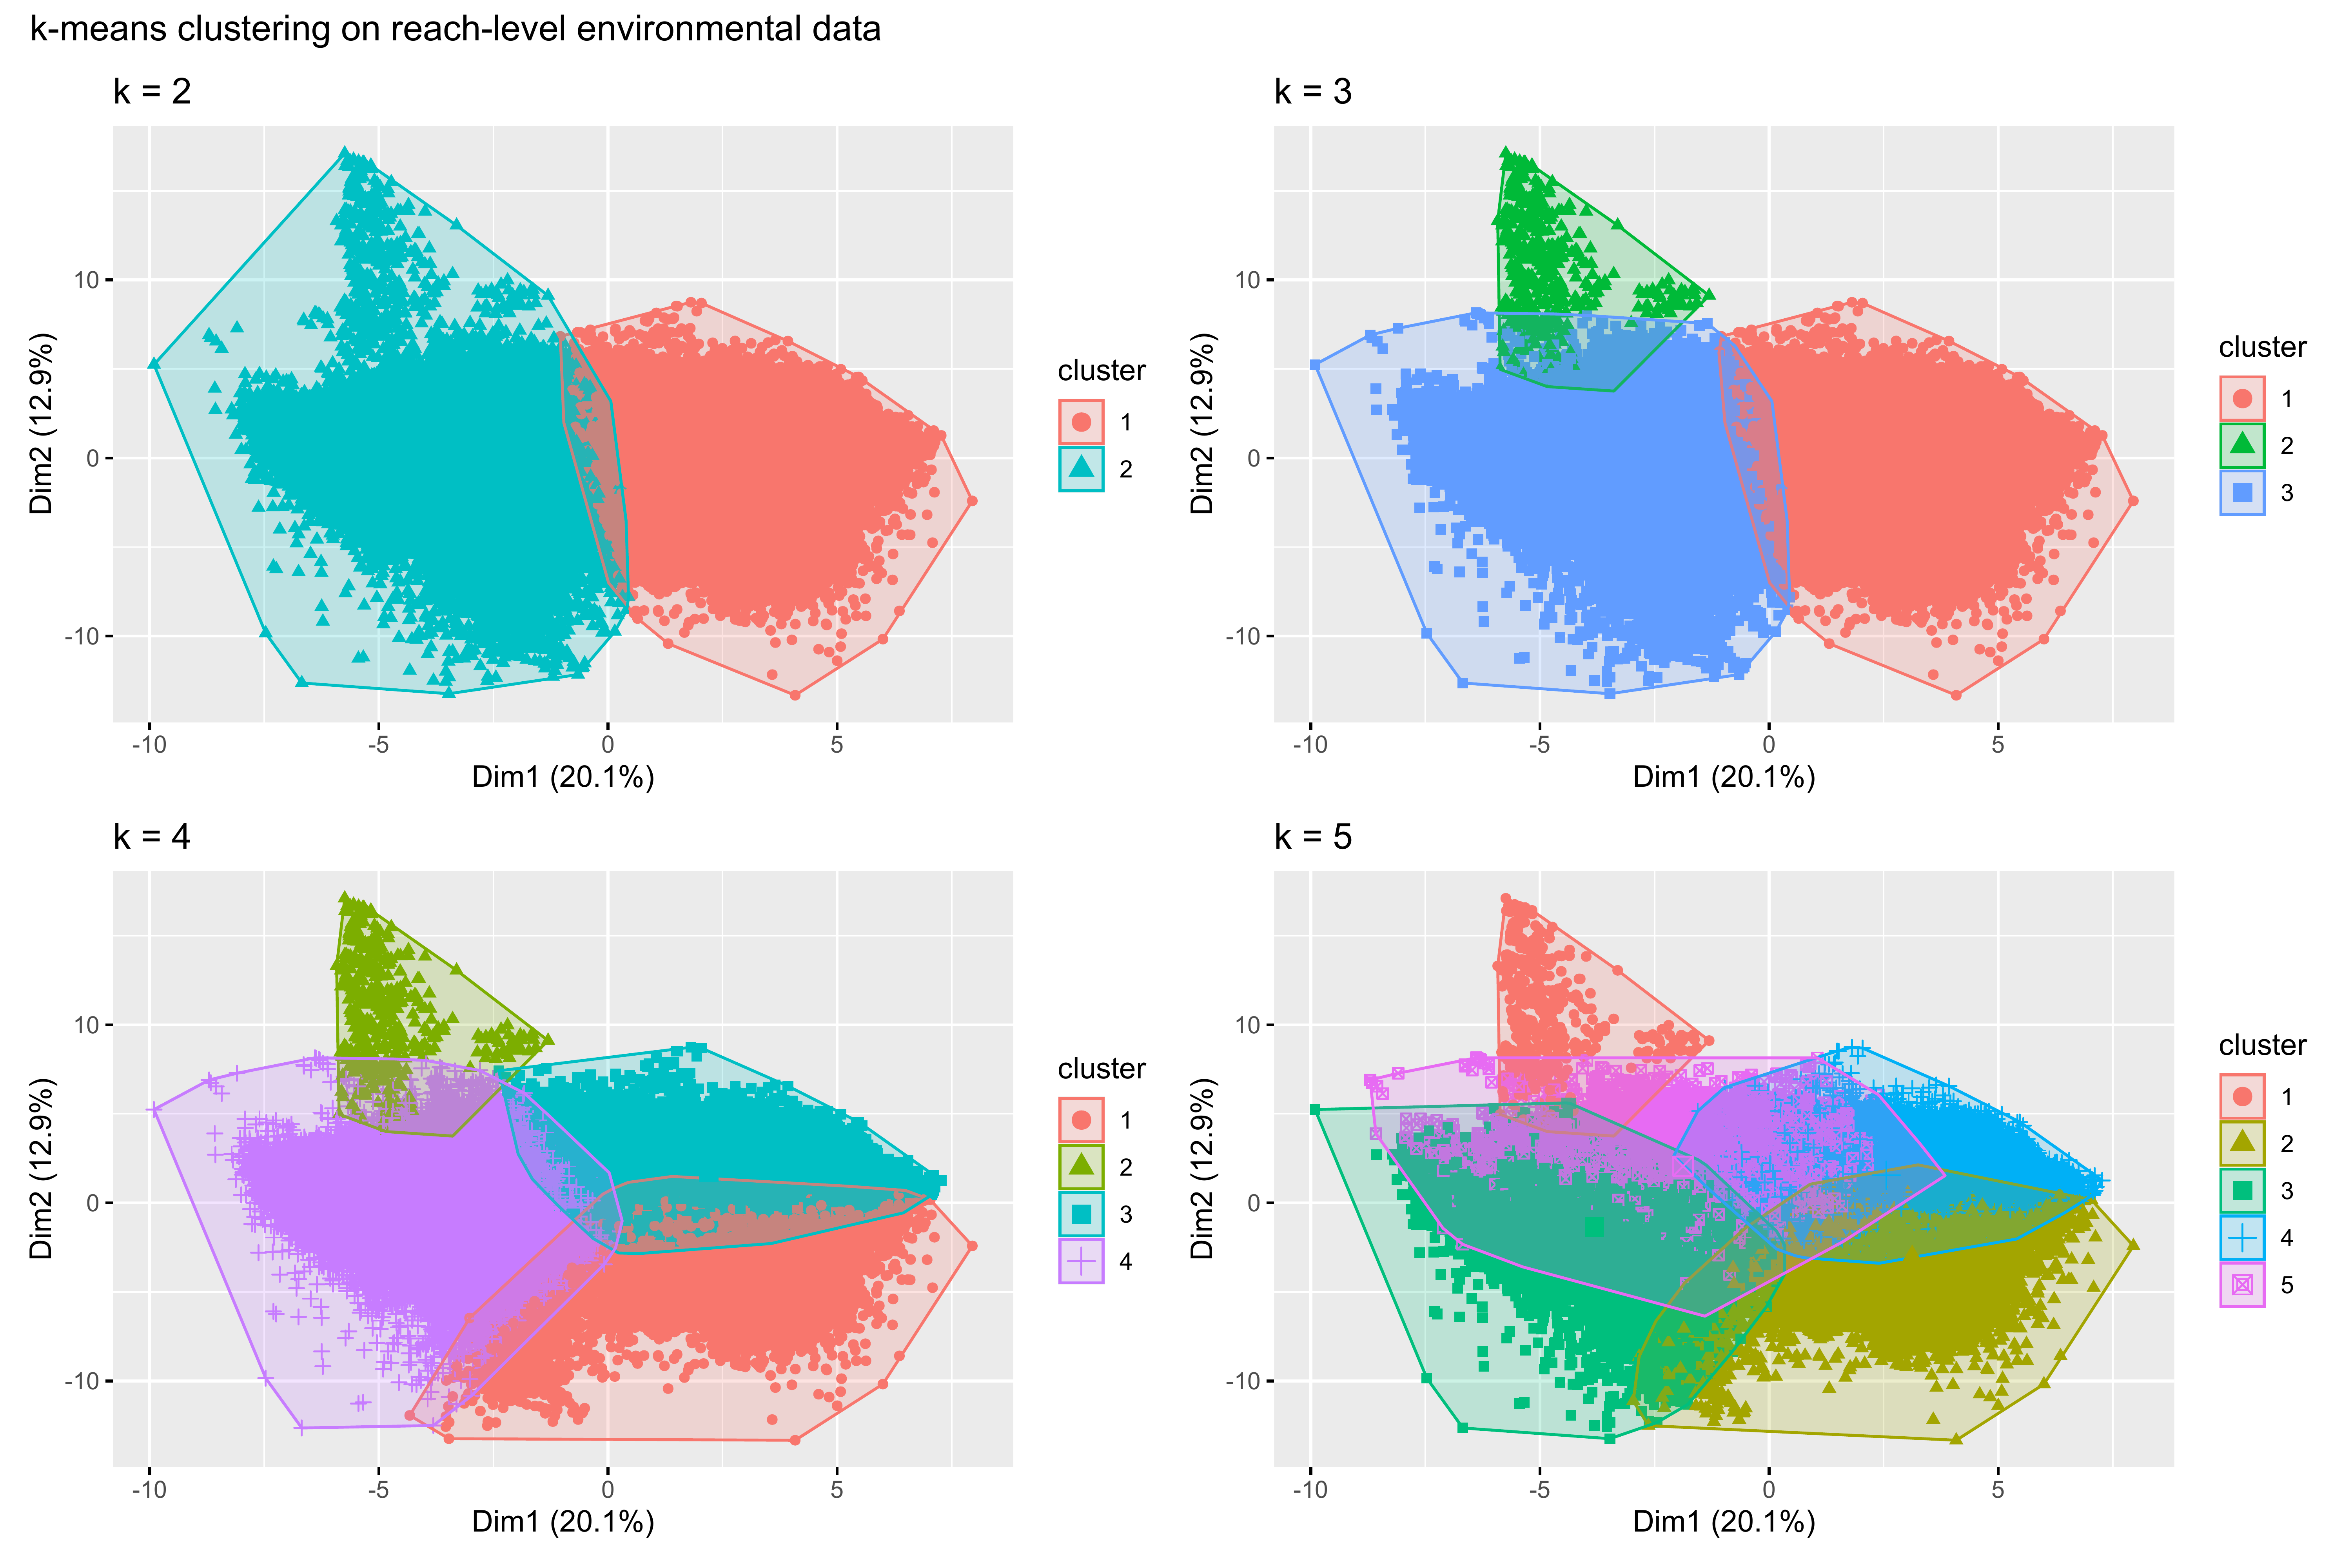 k-means clustering on reach-level environmental data
k = 2
10
0
-10
-10
-5
0
5
Dim1 (20.1%)
Dim2 (12.9%)
cluster
1
2
k = 3
10
0
-10
-10
-5
0
5
Dim1 (20.1%)
Dim2 (12.9%)
cluster
1
2
3
k = 4
10
0
-10
-10
-5
0
5
Dim1 (20.1%)
Dim2 (12.9%)
cluster
1
2
3
4
k = 5
10
0
-10
-10
-5
0
5
Dim1 (20.1%)
Dim2 (12.9%)
cluster
1
2
3
4
5